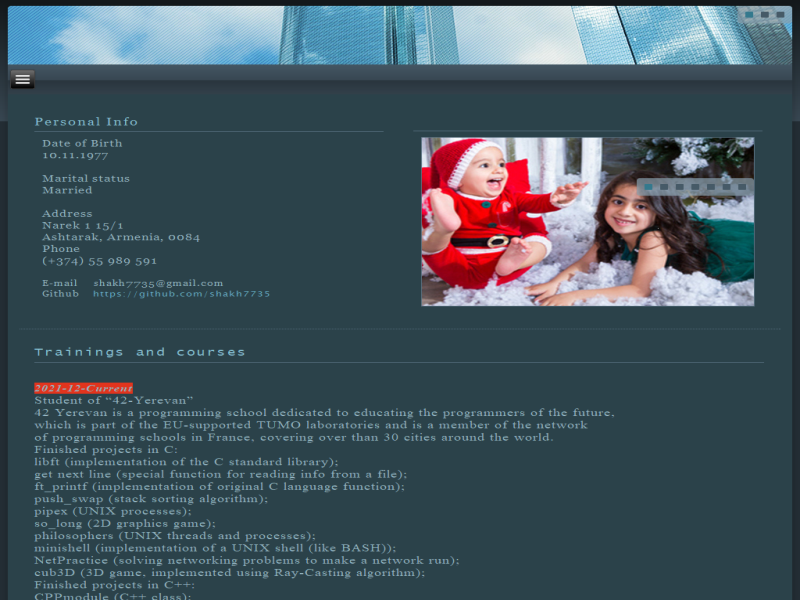 Personal Info
Date of Birth
10.11.1977
Marital status
Married
Address
Narek 1 15/1
Ashtarak, Armenia, 0084
Phone
(+374) 55 989 591
E-mail shakh7735@gmail.com
Github https://github.com/shakh7735
Trainings and courses
2021-12-Current
Student of “42-Yerevan”
42 Yerevan is a programming school dedicated to educating the programmers of the future,
which is part of the EU-supported TUMO laboratories and is a member of the network
of programming schools in France, covering over than 30 cities around the world.
Finished projects in C:
libft (implementation of the C standard library);
get next line (special function for reading info from a file);
ft_printf (implementation of original C language function);
push_swap (stack sorting algorithm);
pipex (UNIX processes);
so_long (2D graphics game);
philosophers (UNIX threads and processes);
minishell (implementation of a UNIX shell (like BASH));
NetPractice (solving networking problems to make a network run);
cub3D (3D game, implemented using Ray-Casting algorithm);
Finished projects in C++:
CPPmodule (C++ class);